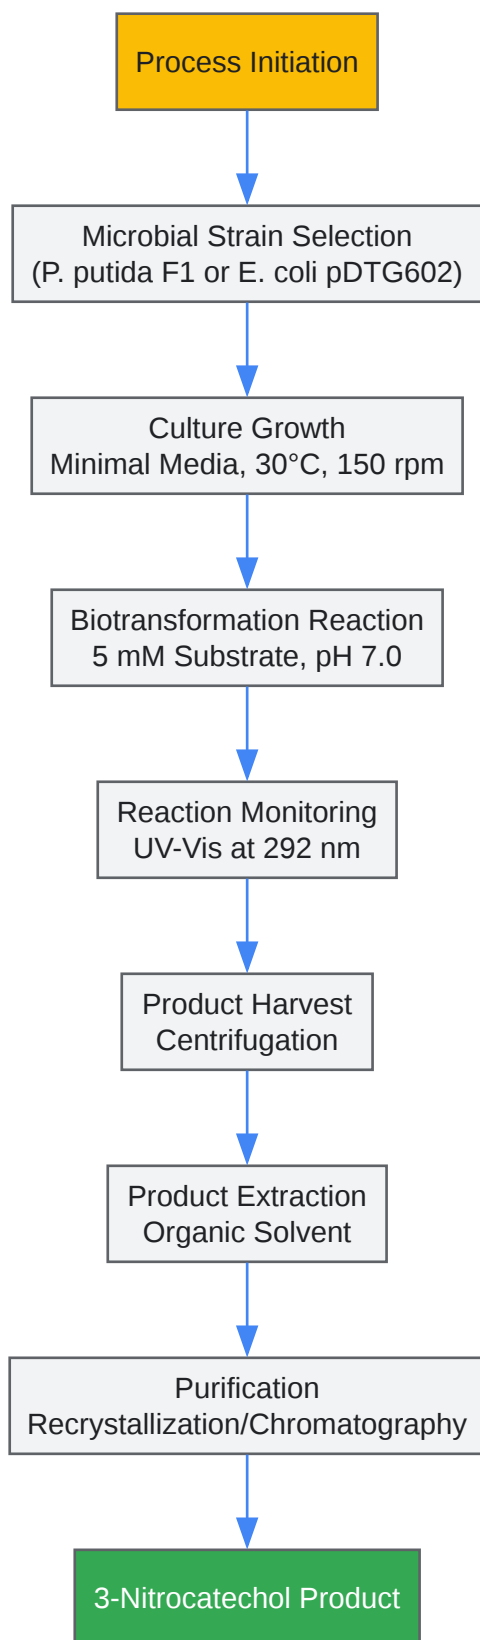 Process Initiation
Microbial Strain Selection
(P. putida F1 or E. coli pDTG602)
Culture Growth
Minimal Media, 30°C, 150 rpm
Biotransformation Reaction
5 mM Substrate, pH 7.0
Reaction Monitoring
UV-Vis at 292 nm
Product Harvest
Centrifugation
Product Extraction
Organic Solvent
Purification
Recrystallization/Chromatography
3-Nitrocatechol Product